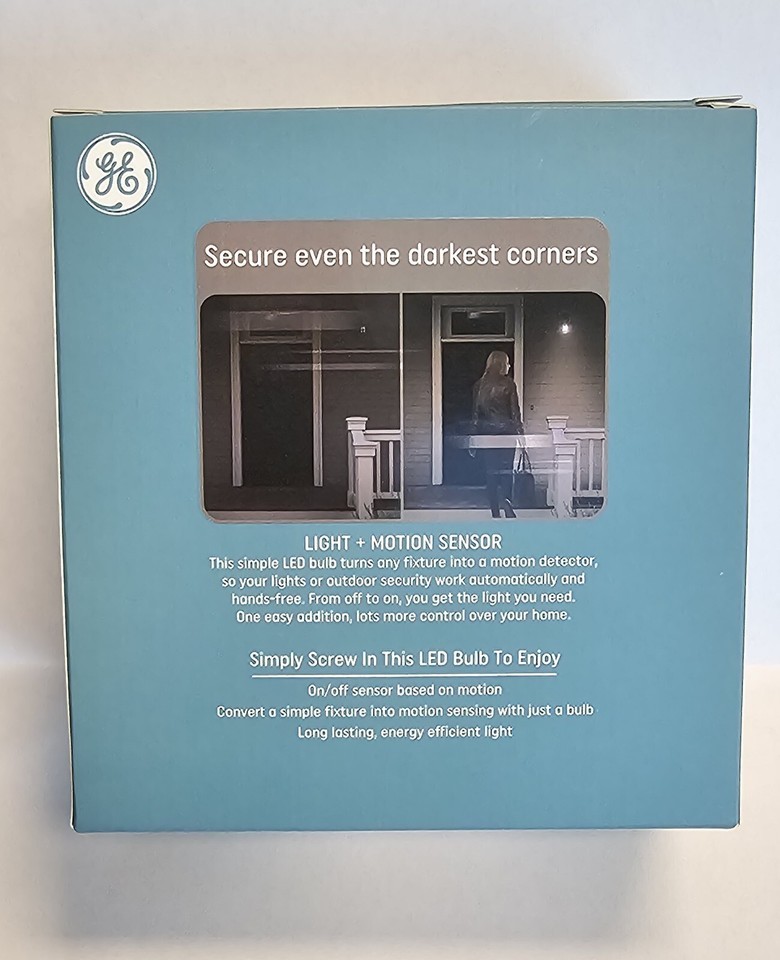 GE
Secure even the darkest corners
LIGHT + MOTION SENSOR
This simple LED bulb turns any fixture into a motion detector,
so your lights or outdoor security work automatically and
hands-free. From off to on, you get the light you need.
One easy addition, lots more control over your home.
Simply Screw In This LED Bulb To Enjoy
On/off sensor based on motion
Convert a simple fixture into motion sensing with just a bulb
Long lasting, energy efficient light